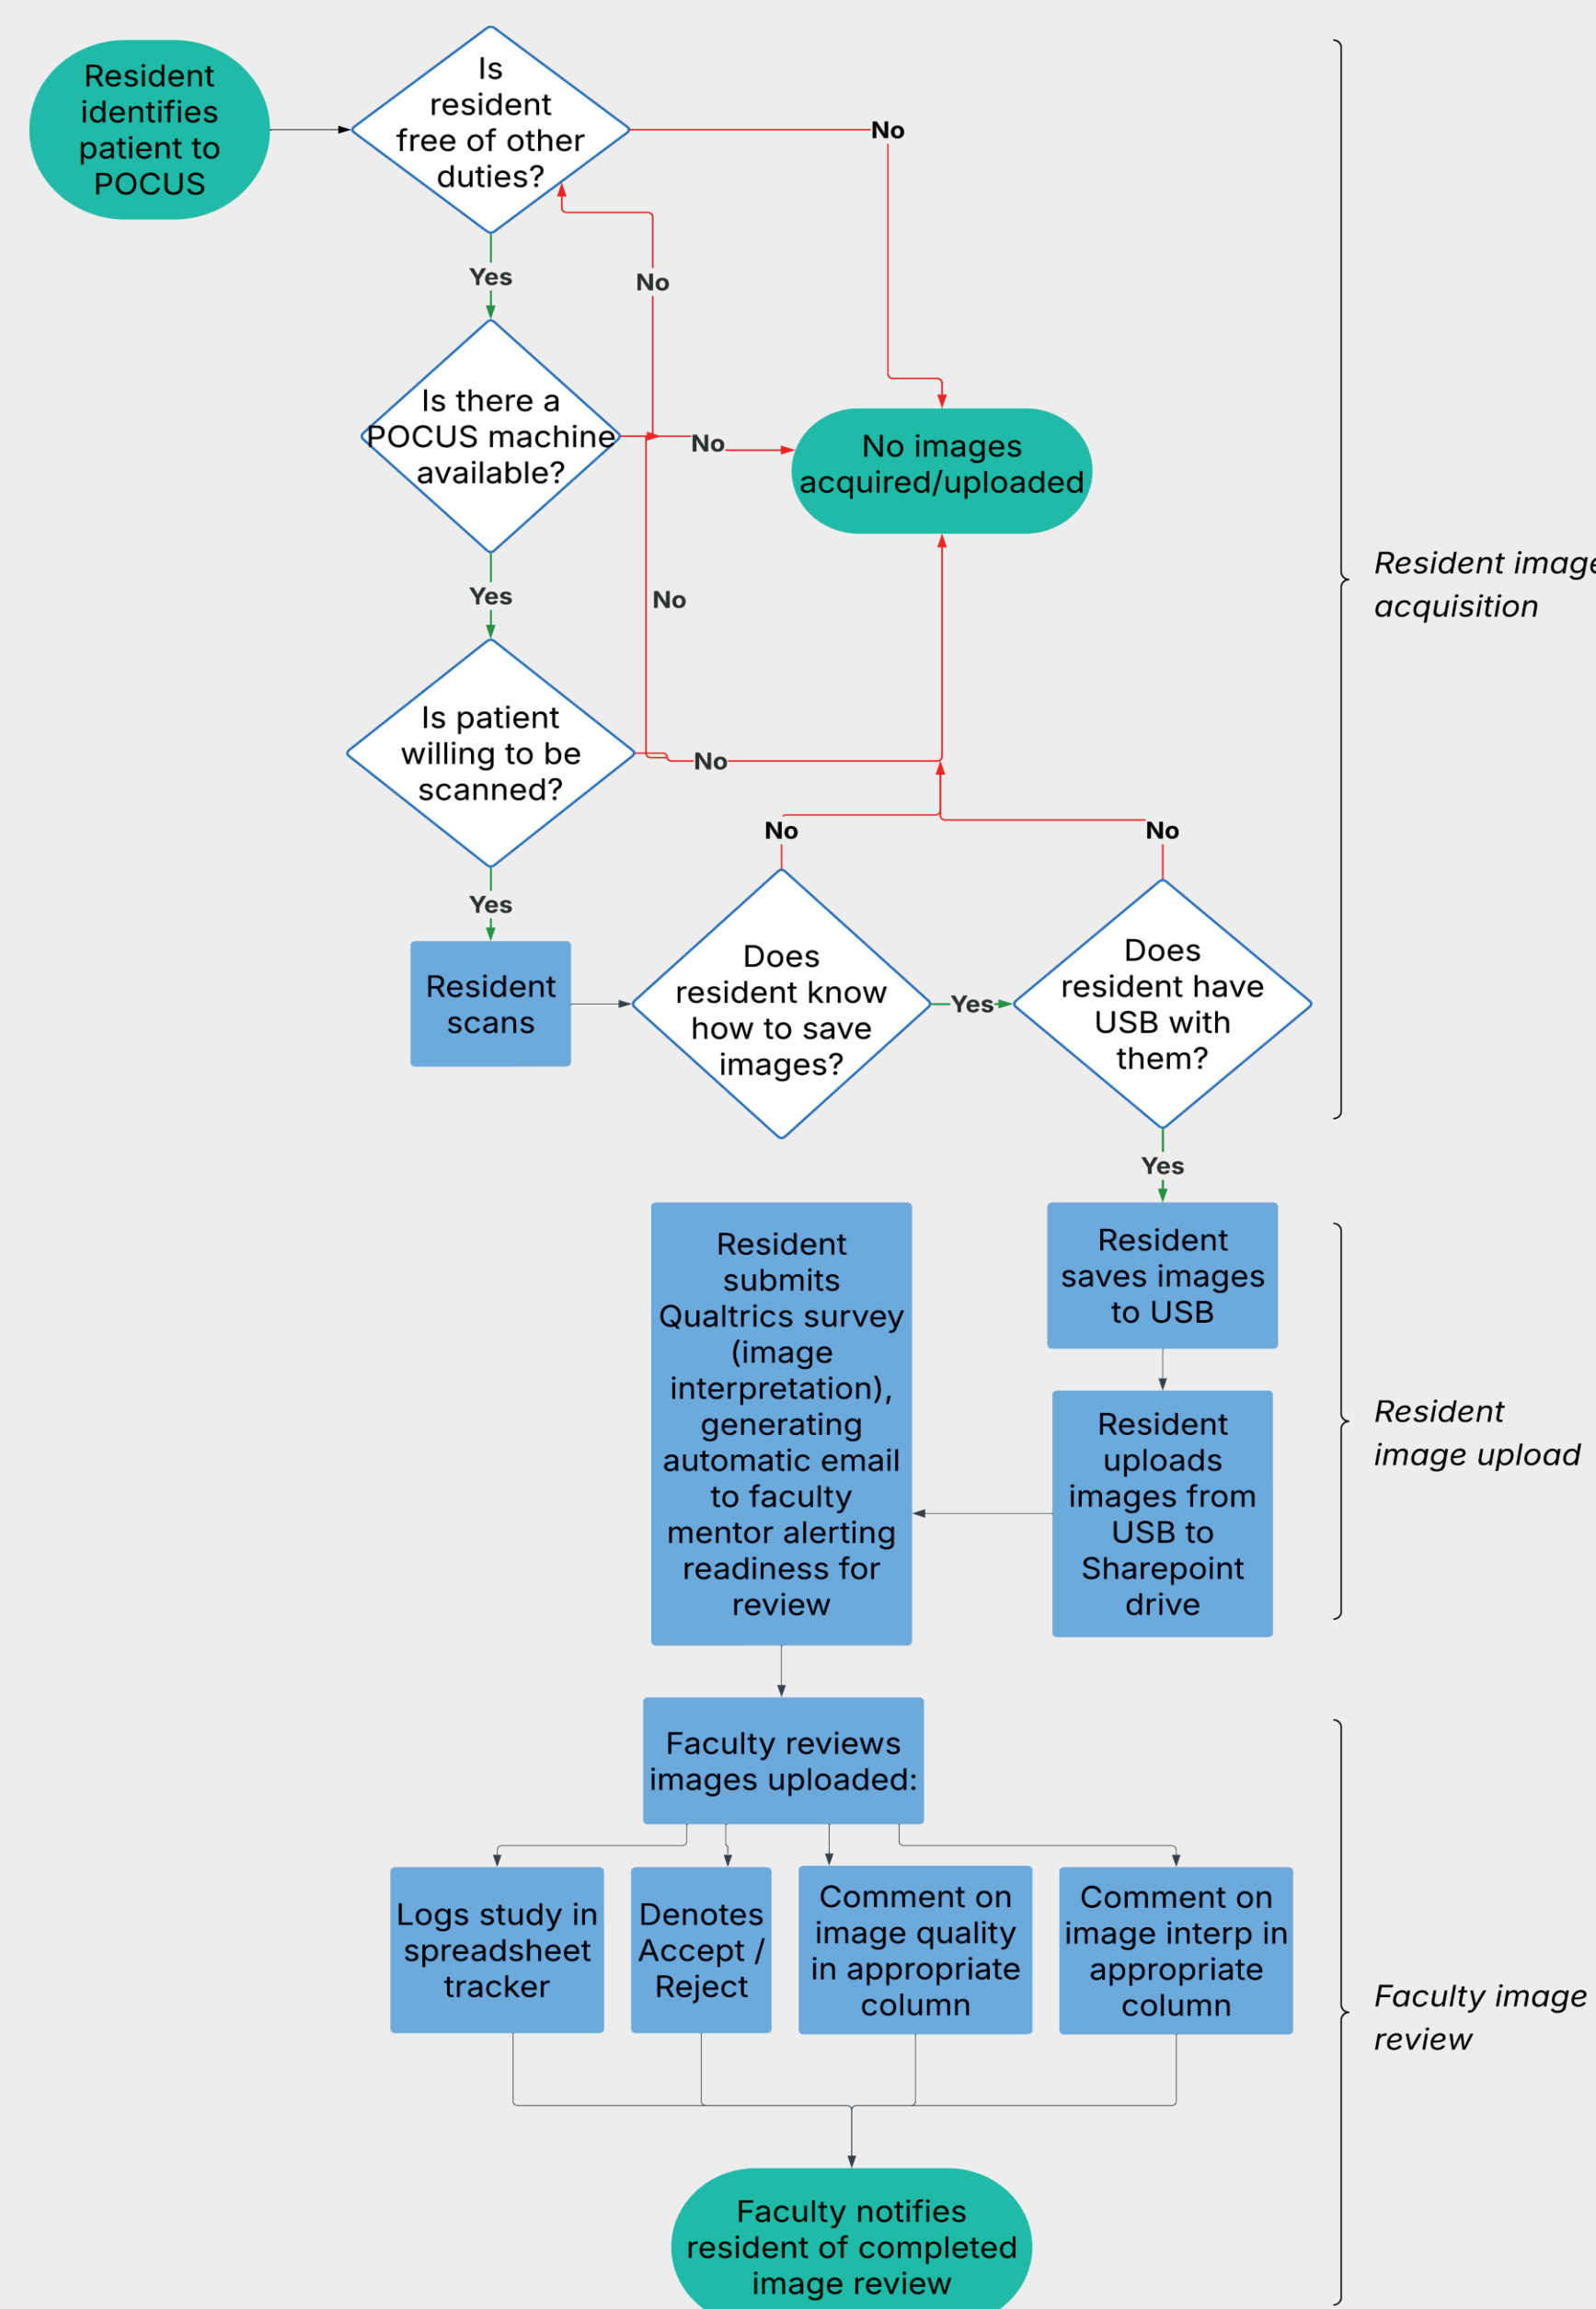 Resident
identifies
patient to
POCUS
Is
resident
free of other
duties?
No
Yes
No
Is there a
POCUS machine
available?
No
No images
acquired/uploaded
Resident image
acquisition
Yes
No
Is patient
willing to be
scanned?
No
No
No
Yes
Resident
scans
Does
resident know
how to save
images?
Yes
Does
resident have
USB with
them?
Yes
Resident
submits
Qualtrics survey
(image
interpretation),
generating
automatic email
to faculty
mentor alerting
readiness for
review
Resident
saves images
to USB
Resident
uploads
images from
USB to
Sharepoint
drive
Resident
image upload
Faculty reviews
images uploaded:
Logs study in
spreadsheet
tracker
Denotes
Accept /
Reject
Comment on
image quality
in appropriate
column
Comment on
image interp in
appropriate
column
Faculty image
review
Faculty notifies
resident of completed
image review